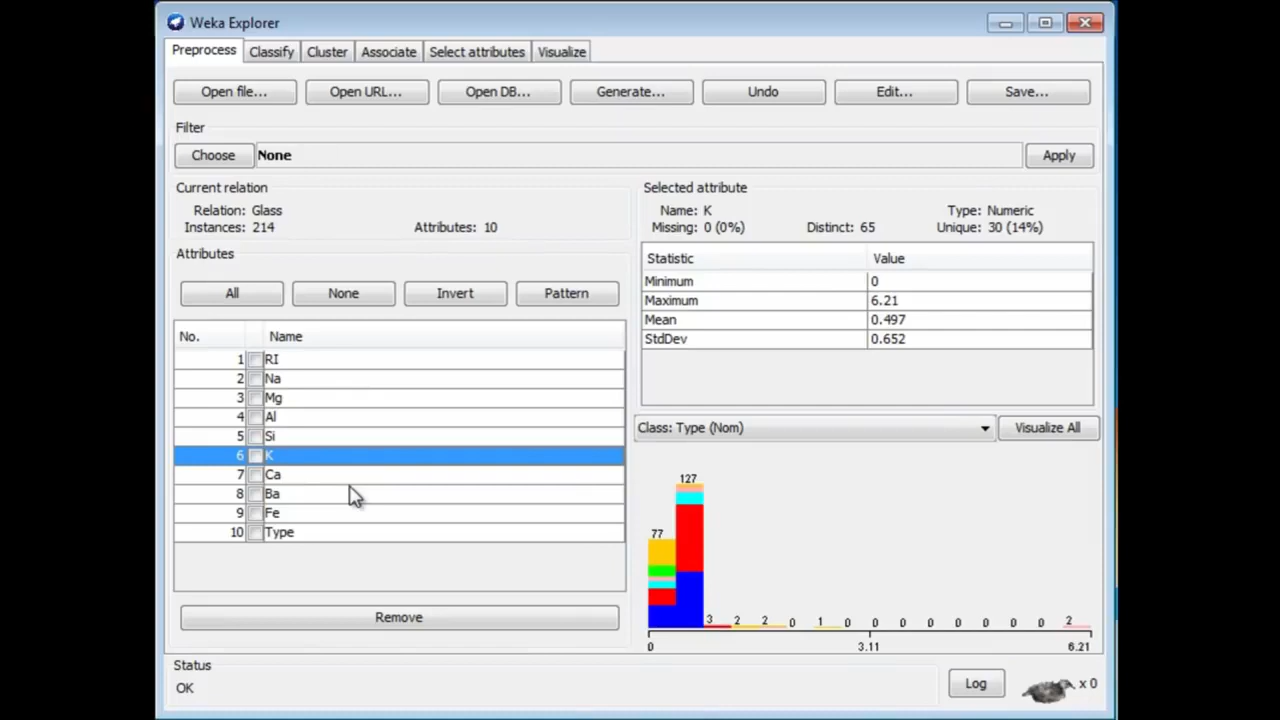 Weka Explorer
Preprocess Classify Cluster Associate Select attributes Visualize
Open file... Open URL... Open DB... Generate... Undo Edit... Save...
Filter
Choose None Apply
Current relation
Relation: Glass
Instances: 214 Attributes: 10
Attributes
All None Invert Pattern
No. Name
1 RI
2 Na
3 Mg
4 Al
5 Si
6 K
7 Ca
8 Ba
9 Fe
10 Type
Remove
Selected attribute
Name: K Type: Numeric
Missing: 0 (0%) Distinct: 65 Unique: 30 (14%)
Statistic Value
Minimum 0
Maximum 6.21
Mean 0.497
StdDev 0.652
Class: Type (Nom) Visualize All
127
77
3 2 2 0 1 0 0 0 0 0 0 0 2
0 3.11 6.21
Status
OK
Log x 0